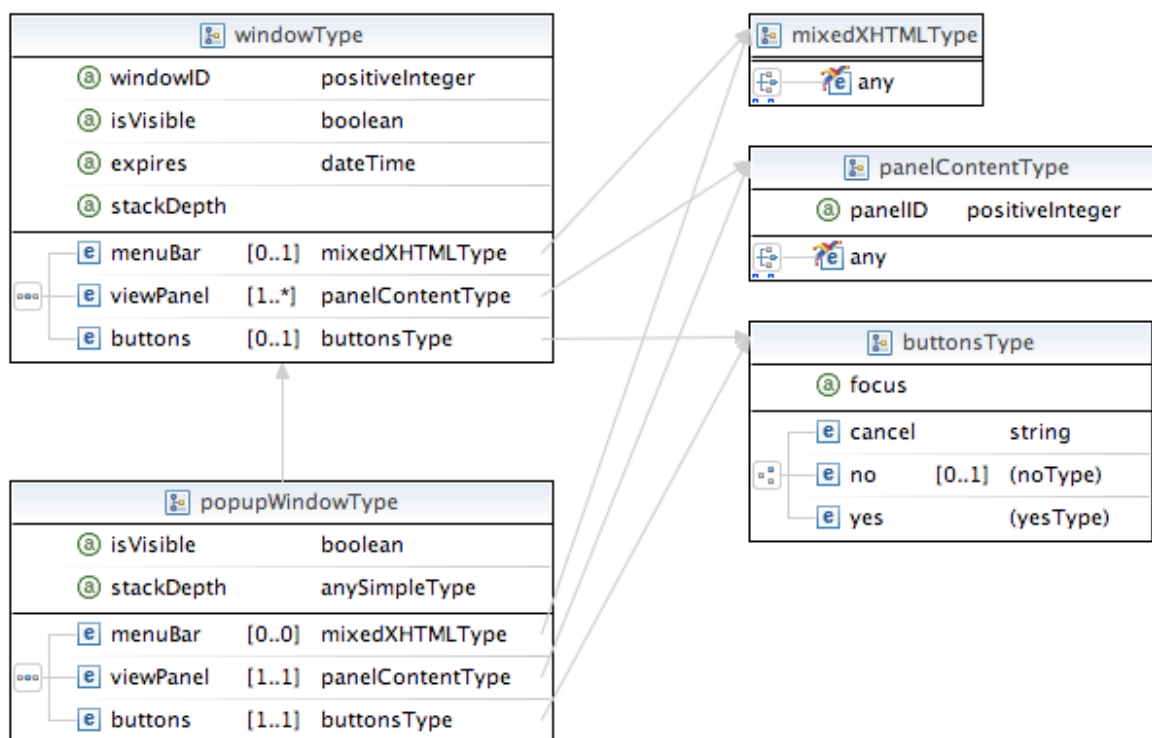 windowType
windowID positiveInteger
isVisible boolean
expires dateTime
stackDepth
menuBar [0..1] mixedXHTMLType
viewPanel [1..*] panelContentType
buttons [0..1] buttonsType
popupWindowType
isVisible boolean
stackDepth anySimpleType
menuBar [0..0] mixedXHTMLType
viewPanel [1..1] panelContentType
buttons [1..1] buttonsType
mixedXHTMLType
any
panelContentType
panelID positiveInteger
any
buttonsType
focus
cancel string
no [0..1] (noType)
yes (yesType)